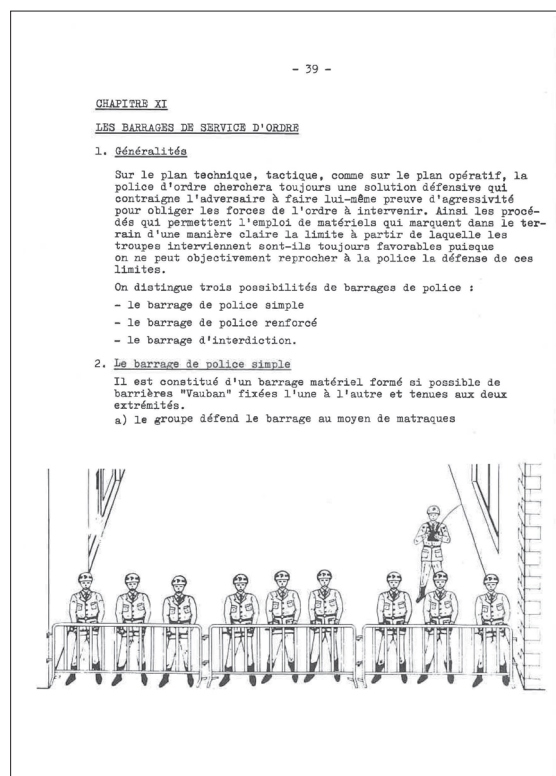 - 39 -
CHAPITRE XI
LES BARRAGES DE SERVICE D'ORDRE
1. Généralités
Sur le plan technique, tactique, comme sur le plan opératif, la
police d'ordre cherchera toujours une solution défensive qui
contraigne l'adversaire à faire lui-même preuve d'agressivité
pour obliger les forces de l'ordre à intervenir. Ainsi les procé-
dés qui permettent l'emploi de matériels qui marquent dans le ter-
rain d'une manière claire la limite à partir de laquelle les
troupes interviennent sont-ils toujours favorables puisque
on ne peut objectivement reprocher à la police la défense de ces
limites.
On distingue trois possibilités de barrages de police :
- le barrage de police simple
- le barrage de police renforcé
- le barrage d'interdiction.
2. Le barrage de police simple
Il est constitué d'un barrage matériel formé si possible de
barrières "Vauban" fixées l'une à l'autre et tenues aux deux
extrémités.
a) le groupe défend le barrage au moyen de matraques